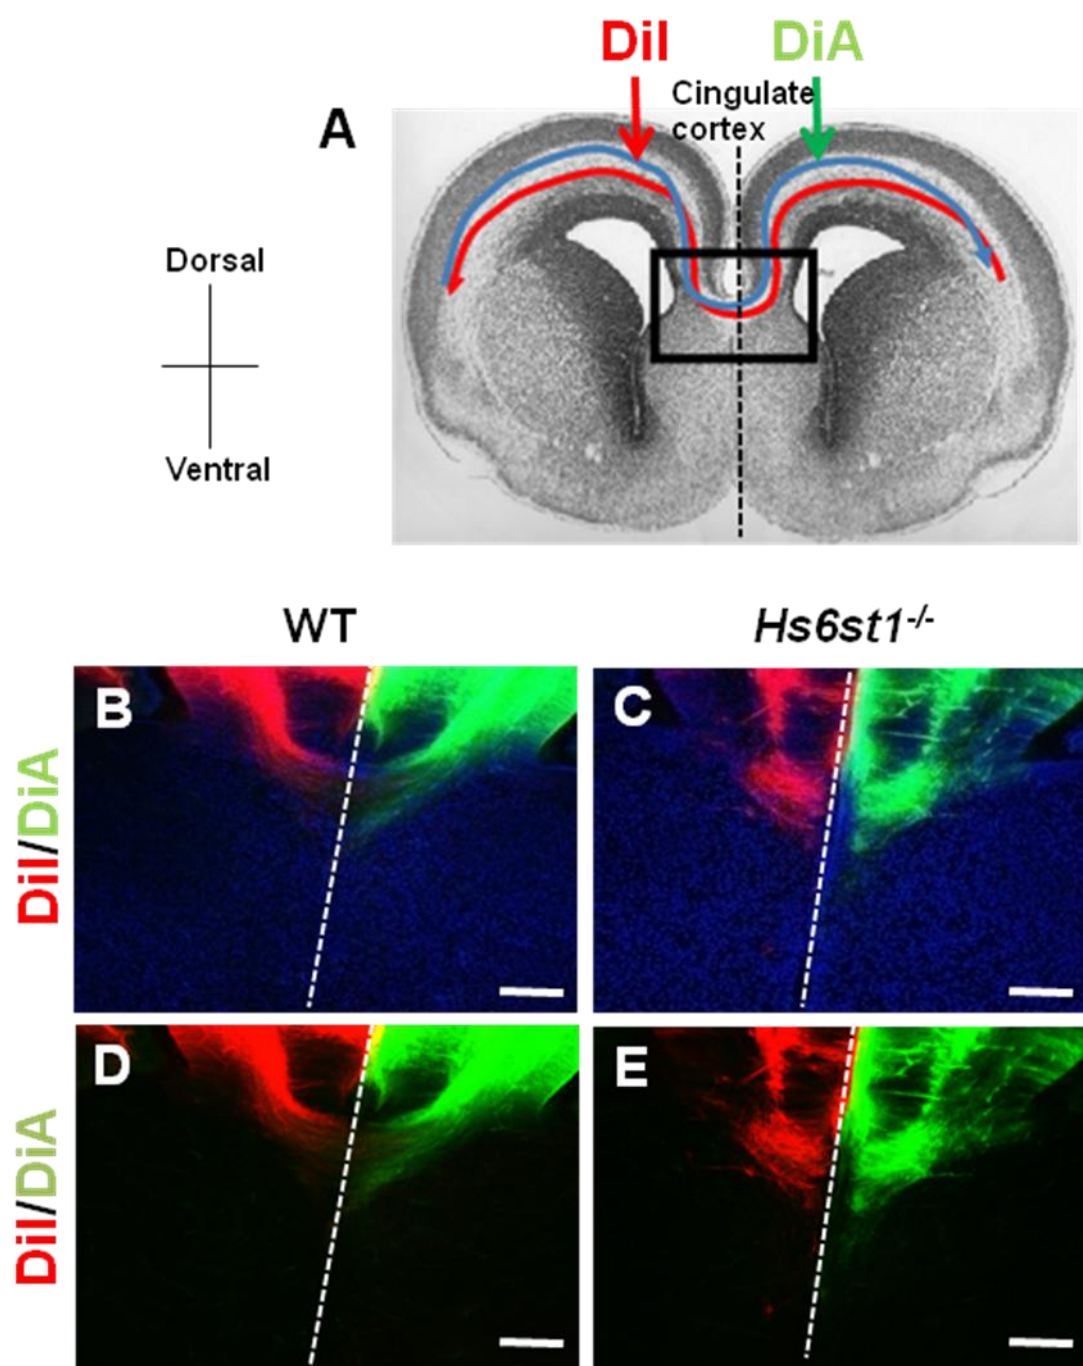 DiI DiA
Cingulate
cortex
A
Dorsal
Ventral
WT Hs6st1-/-
B C
DiI/DiA
D E
DiI/DiA